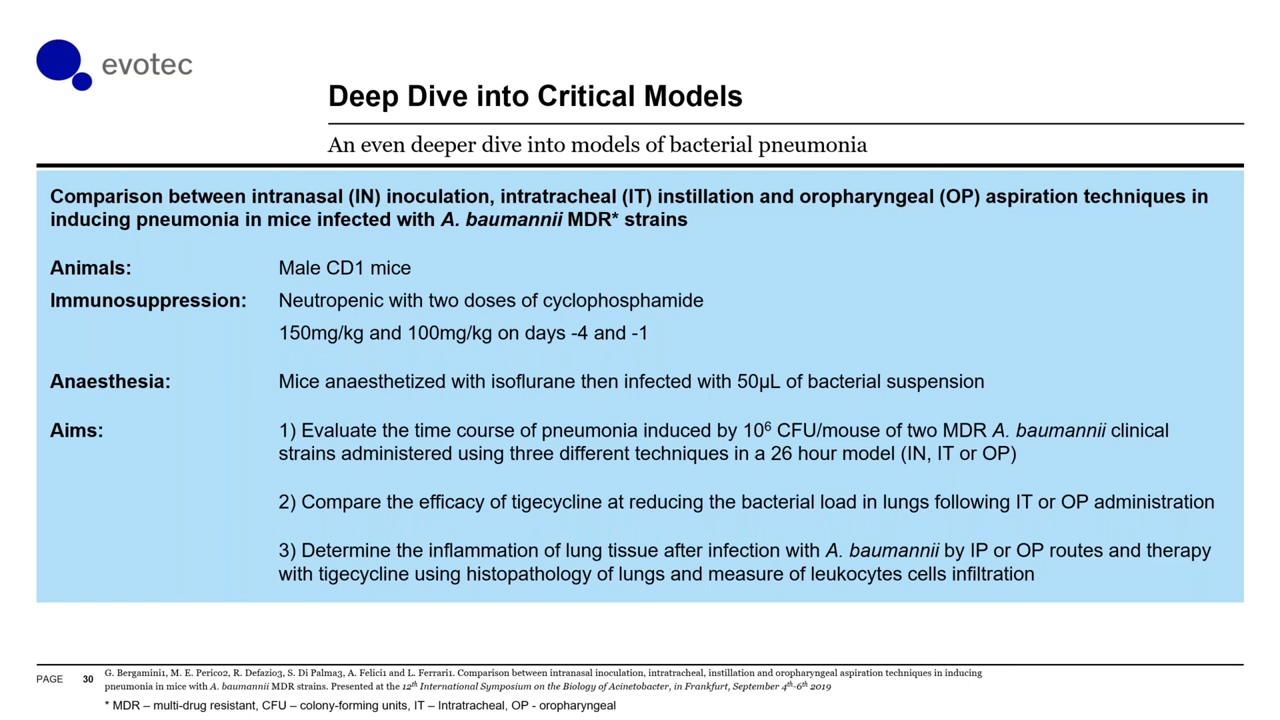 evotec
Deep Dive into Critical Models
An even deeper dive into models of bacterial pneumonia
Comparison between intranasal (IN) inoculation, intratracheal (IT) instillation and oropharyngeal (OP) aspiration techniques in
inducing pneumonia in mice infected with A. baumannii MDR* strains
Animals: Male CD1 mice
Immunosuppression: Neutropenic with two doses of cyclophosphamide
150mg/kg and 100mg/kg on days -4 and -1
Anaesthesia: Mice anaesthetized with isoflurane then infected with 50µL of bacterial suspension
Aims: 1) Evaluate the time course of pneumonia induced by 10⁶ CFU/mouse of two MDR A. baumannii clinical
strains administered using three different techniques in a 26 hour model (IN, IT or OP)
2) Compare the efficacy of tigecycline at reducing the bacterial load in lungs following IT or OP administration
3) Determine the inflammation of lung tissue after infection with A. baumannii by IP or OP routes and therapy
with tigecycline using histopathology of lungs and measure of leukocytes cells infiltration
PAGE 30 G. Bergamini1, M. E. Perico2, R. Defazio3, S. Di Palma3, A. Felici1 and L. Ferrari1. Comparison between intranasal inoculation, intratracheal, instillation and oropharyngeal aspiration techniques in inducing
pneumonia in mice with A. baumannii MDR strains. Presented at the 12th International Symposium on the Biology of Acinetobacter, in Frankfurt, September 4th-6th 2019
* MDR – multi-drug resistant, CFU – colony-forming units, IT – Intratracheal, OP - oropharyngeal